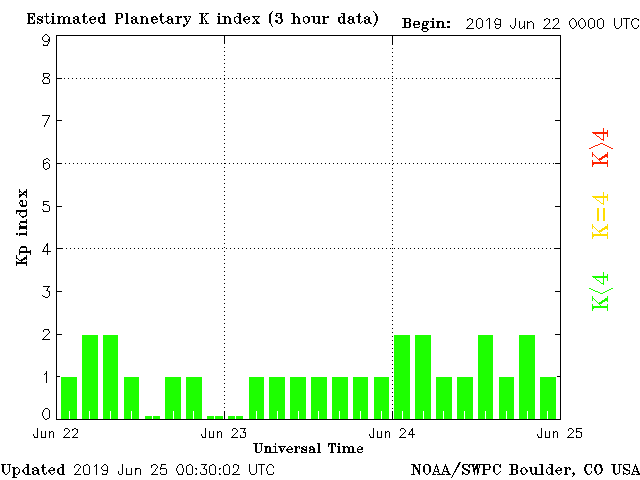 Estimated Planetary K index (3 hour data)
Begin: 2019 Jun 22 0000 UTC
9
8
7
6
5
4
3
2
1
0
Kp index
Jun 22
Jun 23
Jun 24
Jun 25
Universal Time
K>4
K=4
K<4
Updated 2019 Jun 25 00:30:02 UTC
NOAA/SWPC Boulder, CO USA